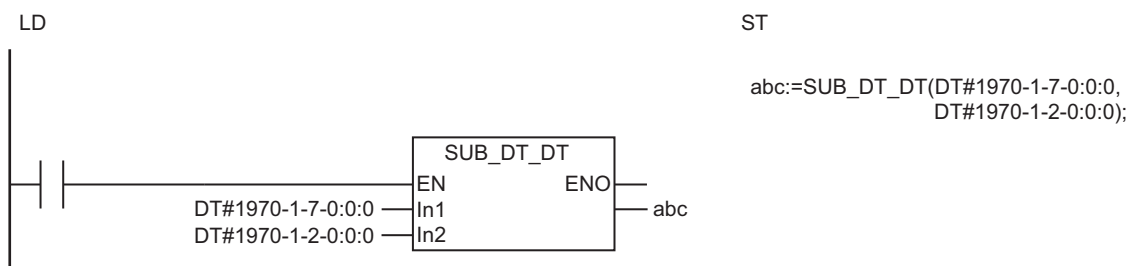 LD
ST
abc:=SUB_DT_DT(DT#1970-1-7-0:0:0,
DT#1970-1-2-0:0:0);
SUB_DT_DT
EN ENO
DT#1970-1-7-0:0:0 In1 abc
DT#1970-1-2-0:0:0 In2